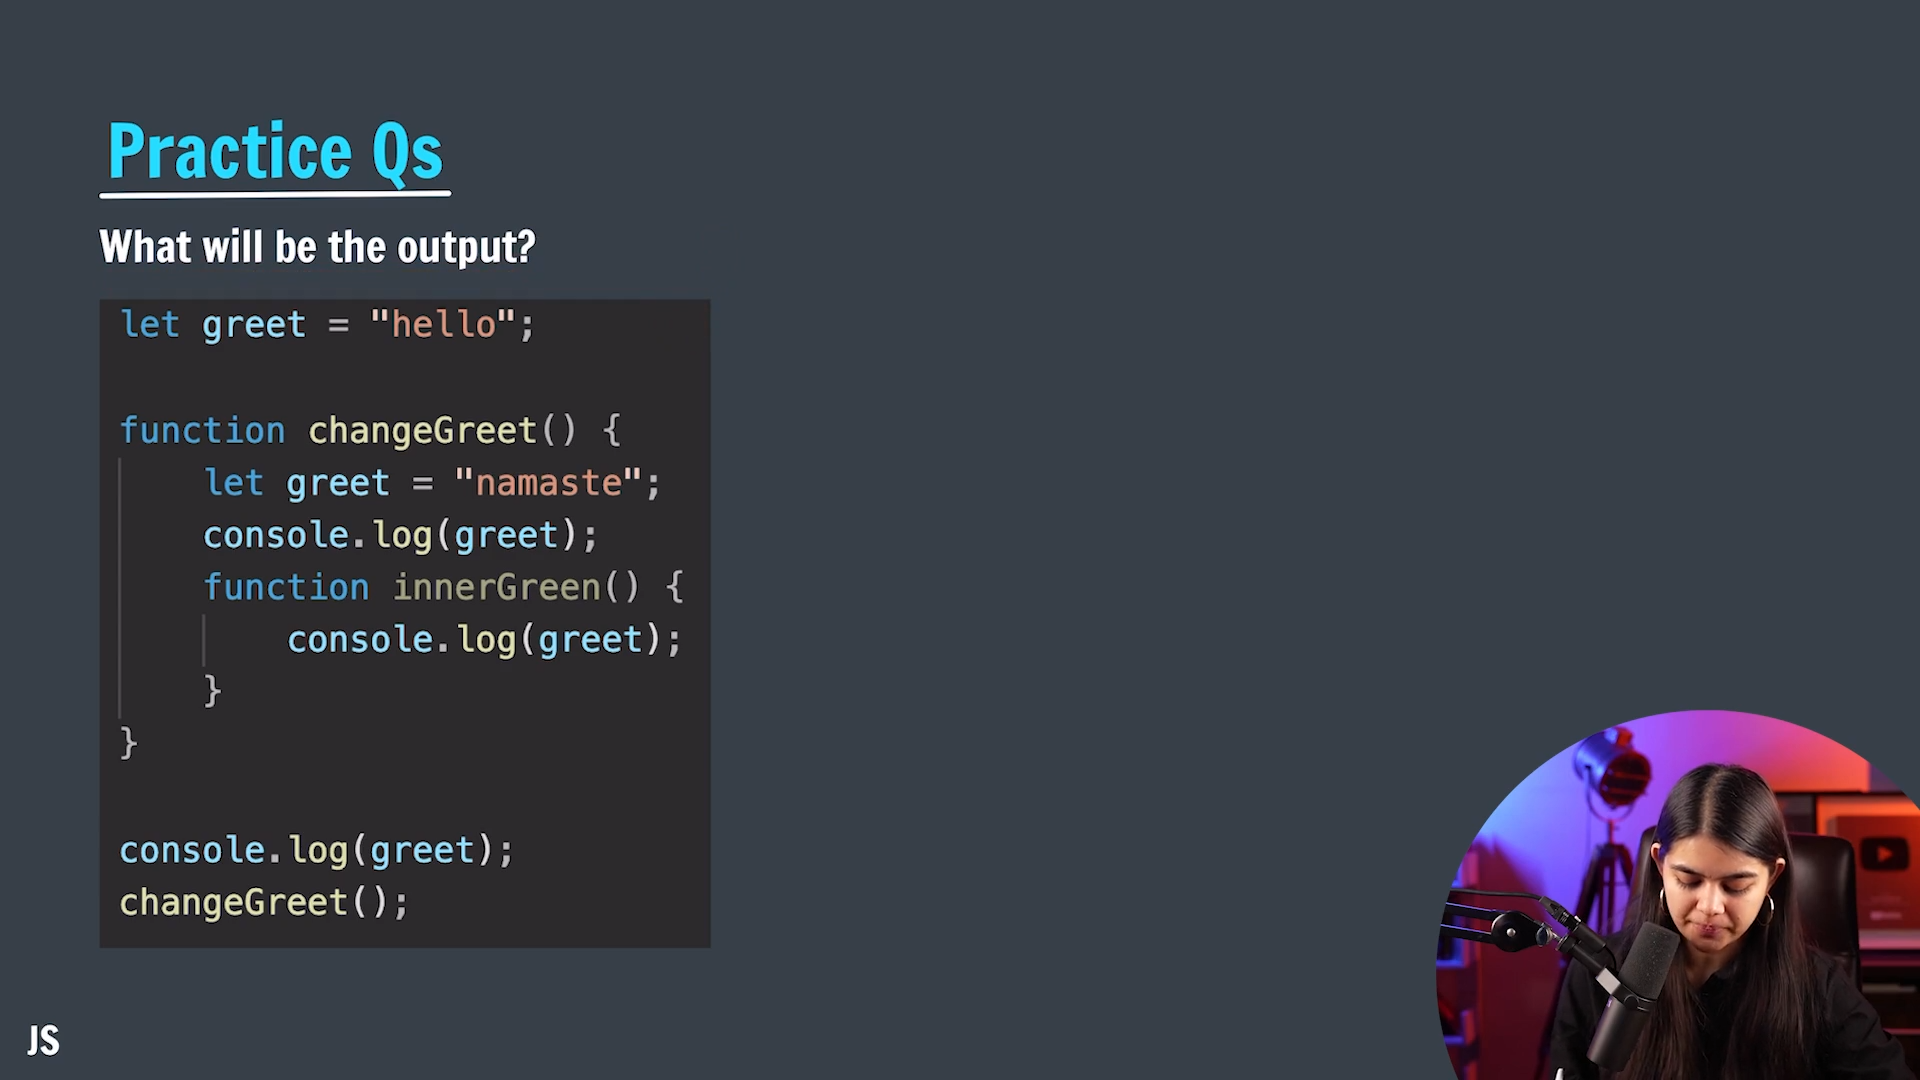 Practice Qs
What will be the output?
let greet = "hello";
function changeGreet() {
    let greet = "namaste";
    console.log(greet);
    function innerGreen() {
        console.log(greet);
    }
}
console.log(greet);
changeGreet();
JS